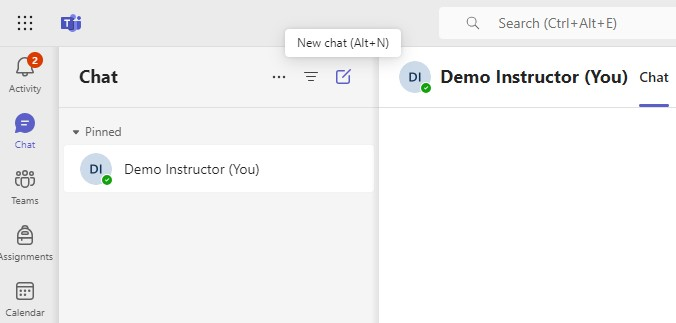 Search (Ctrl+Alt+E)
New chat (Alt+N)
2
Activity
Chat
Teams
Assignments
Calendar
Chat
Pinned
DI
Demo Instructor (You)
DI
Demo Instructor (You)
Chat